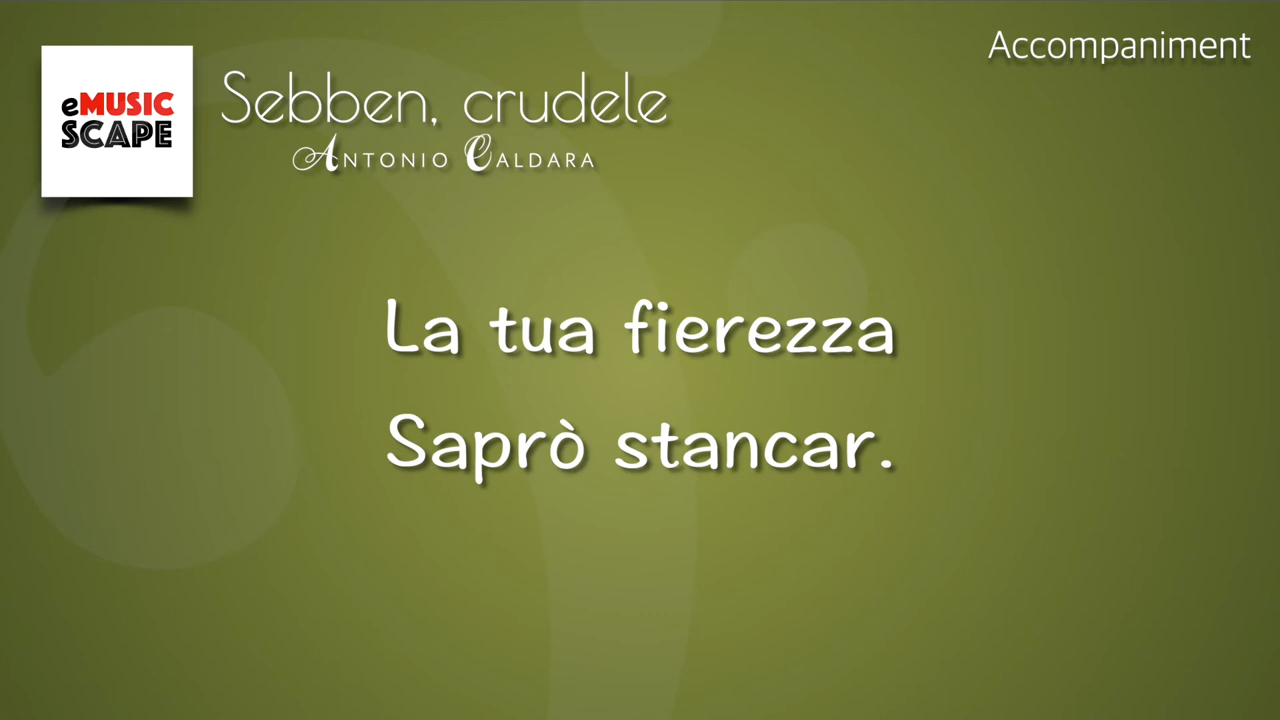 Accompaniment
eMUSIC
SCAPE
Sebben, crudele
ANTONIO CALDARA
La tua fierezza
Saprò stancar.